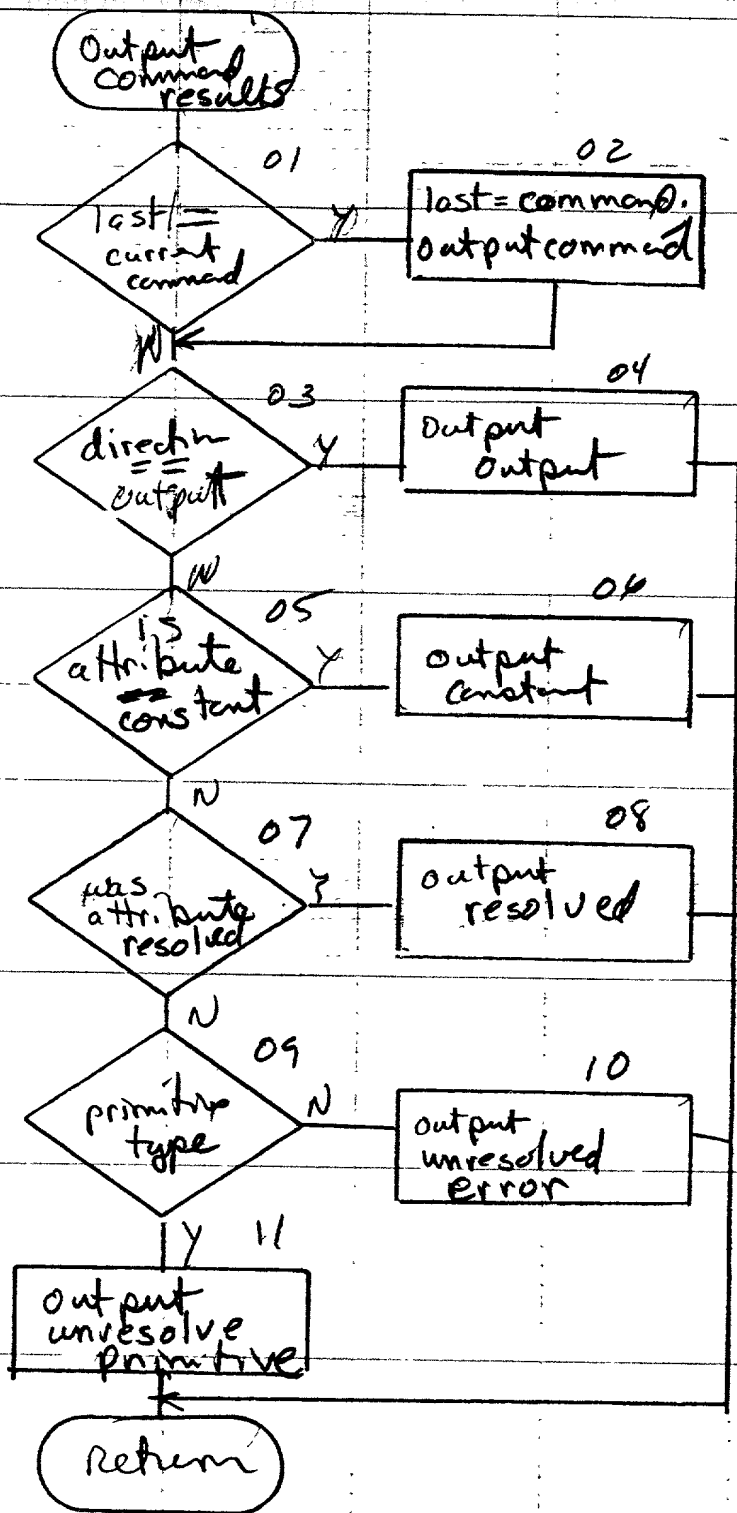 Output
command
results
01
last !=
current
command
Y
02
last = command.
output command
N
03
direction
==
output
Y
04
Output
Output
N
05
is
attribute
constant
Y
06
output
constant
N
07
was
attribute
resolved
Y
08
output
resolved
N
09
primitive
type
N
10
output
unresolved
error
Y
11
Output
unresolve
primitive
Return